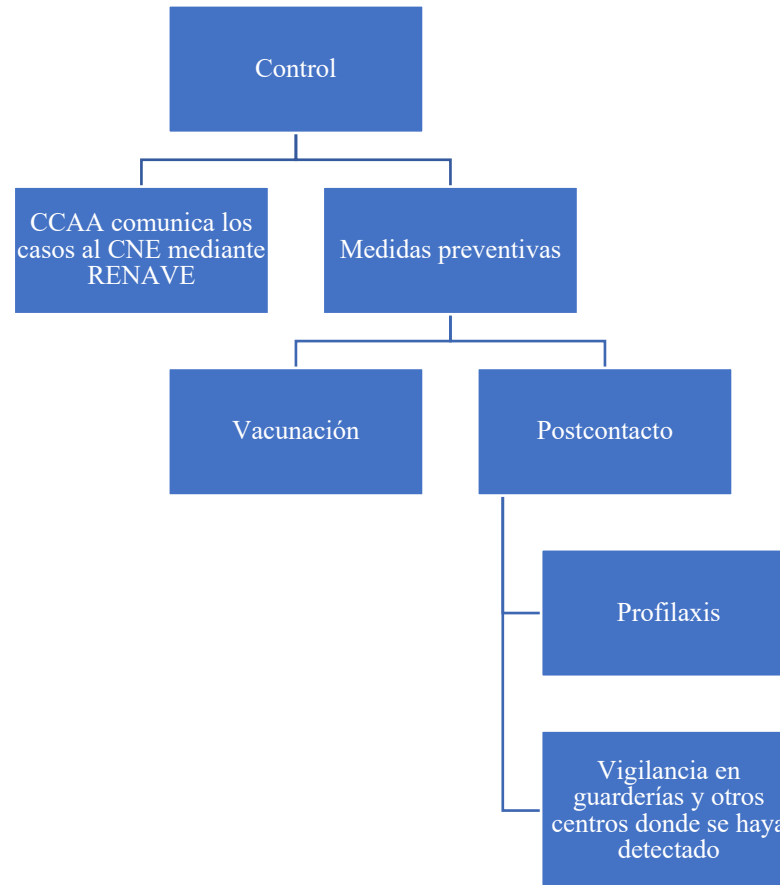 Control
CCAA comunica los
casos al CNE mediante
RENAVE
Medidas preventivas
Vacunación
Postcontacto
Profilaxis
Vigilancia en
guarderías y otros
centros donde se haya
detectado